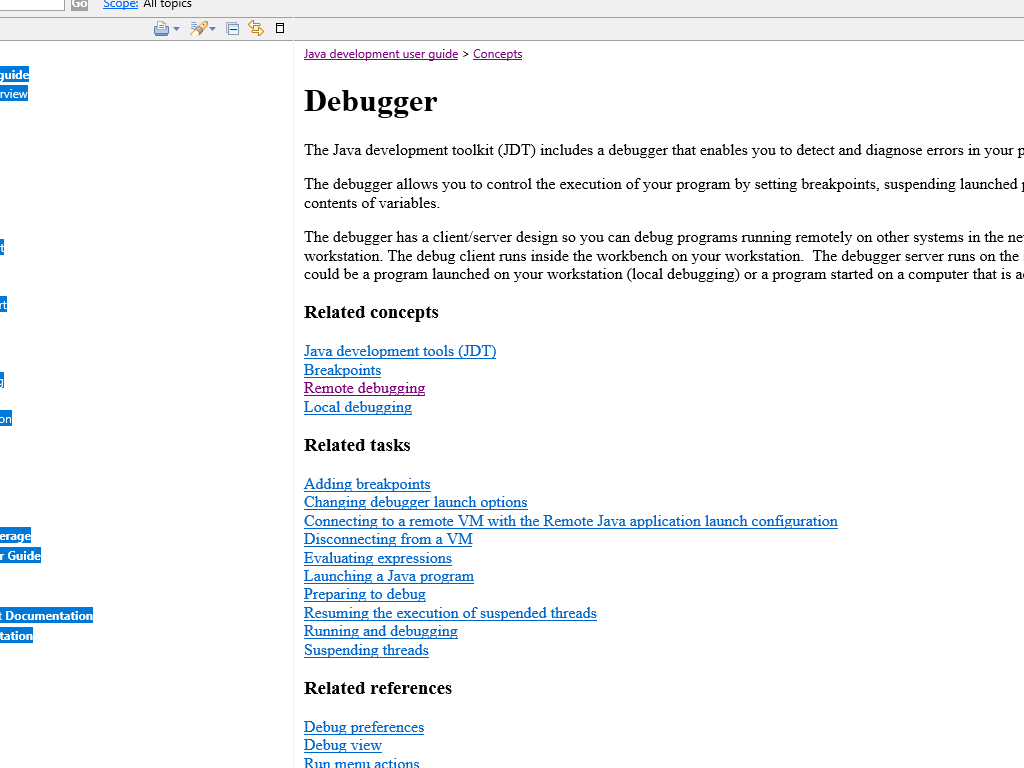 Go Scope: All topics
Java development user guide > Concepts
guide
rview
Debugger
The Java development toolkit (JDT) includes a debugger that enables you to detect and diagnose errors in your p
The debugger allows you to control the execution of your program by setting breakpoints, suspending launched
contents of variables.
The debugger has a client/server design so you can debug programs running remotely on other systems in the ne
workstation. The debug client runs inside the workbench on your workstation.  The debugger server runs on the
could be a program launched on your workstation (local debugging) or a program started on a computer that is a
t
rt
g
on
erage
r Guide
t Documentation
tation
Related concepts
Java development tools (JDT)
Breakpoints
Remote debugging
Local debugging
Related tasks
Adding breakpoints
Changing debugger launch options
Connecting to a remote VM with the Remote Java application launch configuration
Disconnecting from a VM
Evaluating expressions
Launching a Java program
Preparing to debug
Resuming the execution of suspended threads
Running and debugging
Suspending threads
Related references
Debug preferences
Debug view
Run menu actions